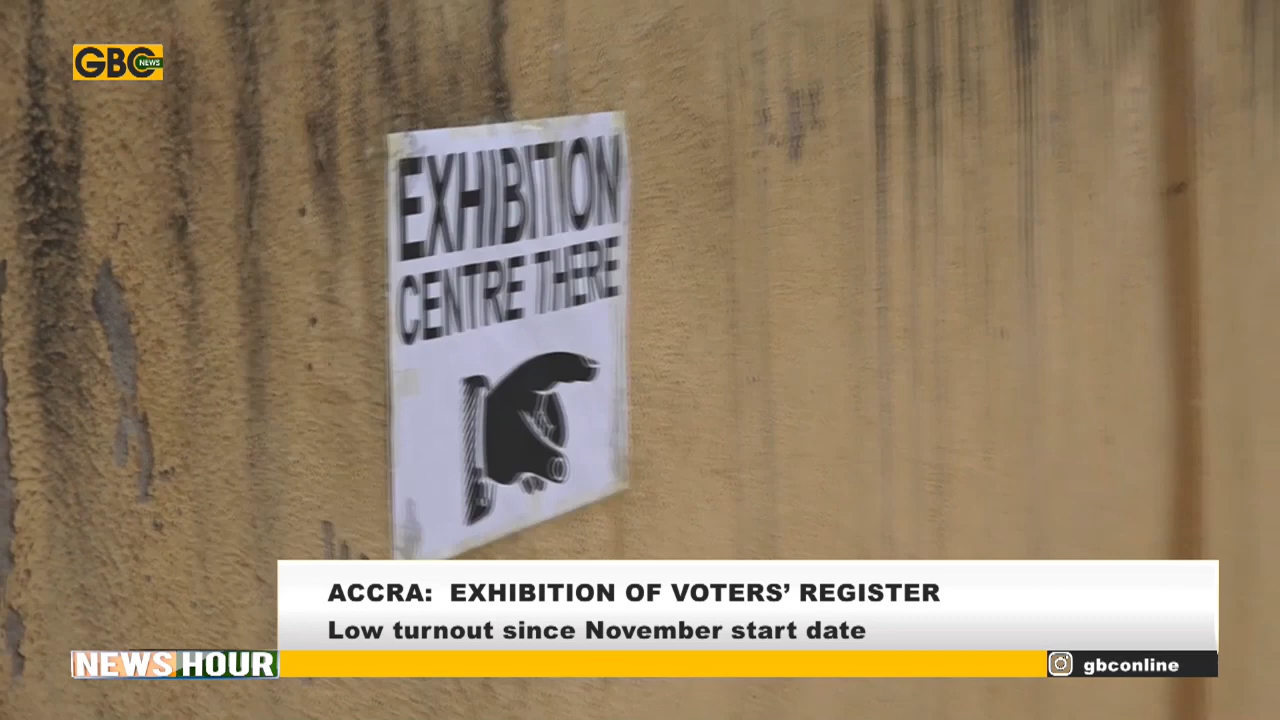 GBC NEWS
EXHIBITION
CENTRE THERE
ACCRA: EXHIBITION OF VOTERS’ REGISTER
Low turnout since November start date
NEWS HOUR
gbconline